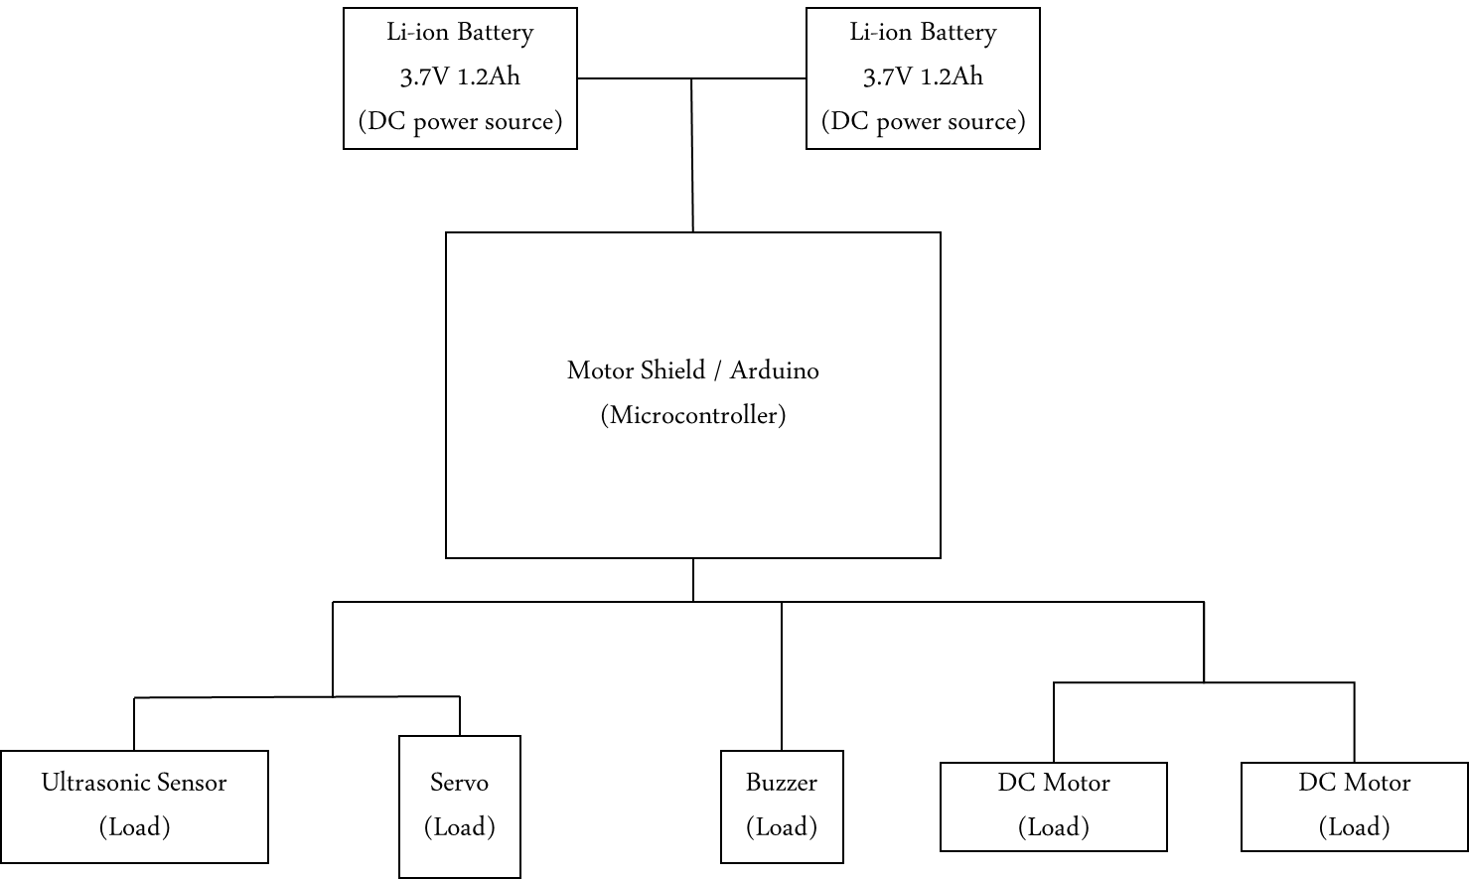 Li-ion Battery
3.7V 1.2Ah
(DC power source)
Li-ion Battery
3.7V 1.2Ah
(DC power source)
Motor Shield / Arduino
(Microcontroller)
Ultrasonic Sensor
(Load)
Servo
(Load)
Buzzer
(Load)
DC Motor
(Load)
DC Motor
(Load)